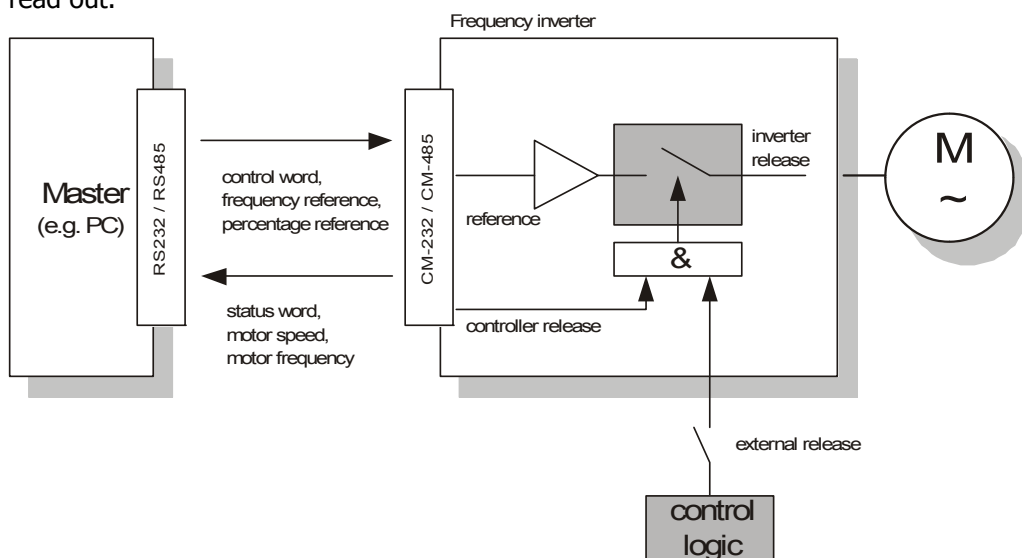 read out.
Frequency inverter
Master
(e.g. PC)
RS232 / RS485
control word,
frequency reference,
percentage reference
status word,
motor speed,
motor frequency
CM-232 / CM-485
reference
controller release
&
inverter
release
M
~
external release
control
logic